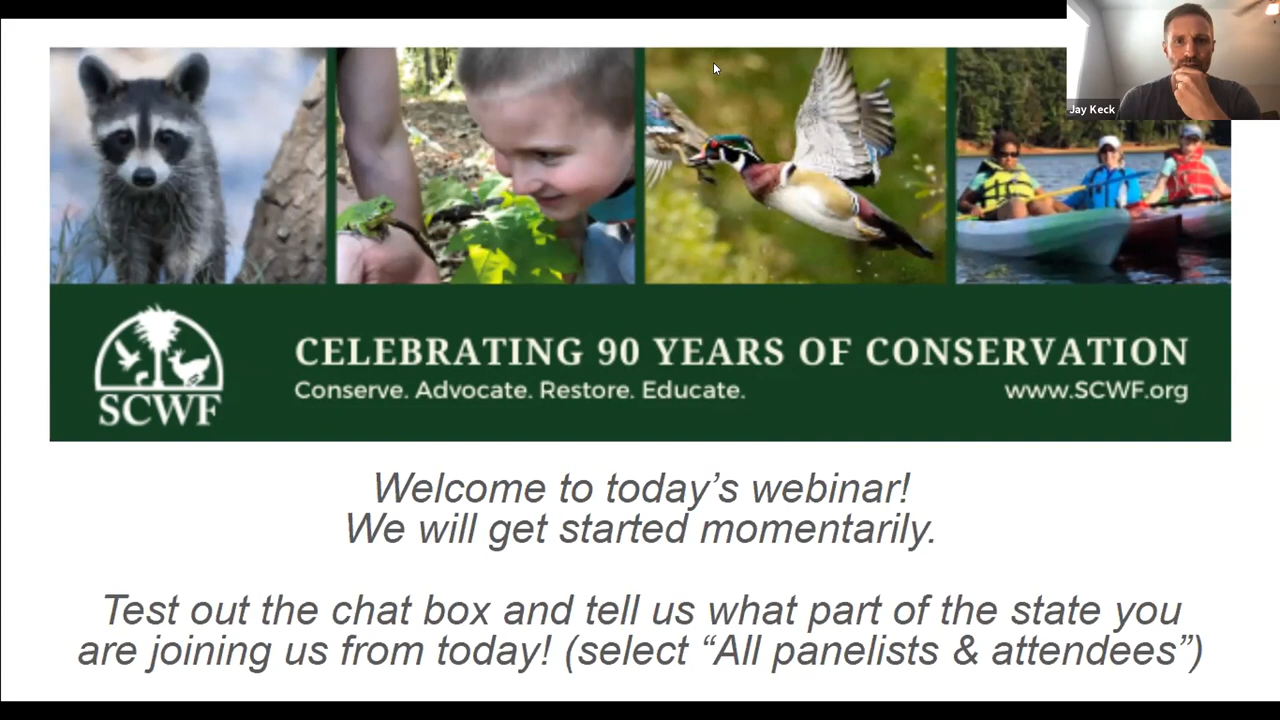 Jay Keck
SCWF
CELEBRATING 90 YEARS OF CONSERVATION
Conserve. Advocate. Restore. Educate.
www.SCWF.org
Welcome to today’s webinar!
We will get started momentarily.
Test out the chat box and tell us what part of the state you
are joining us from today! (select “All panelists & attendees”)